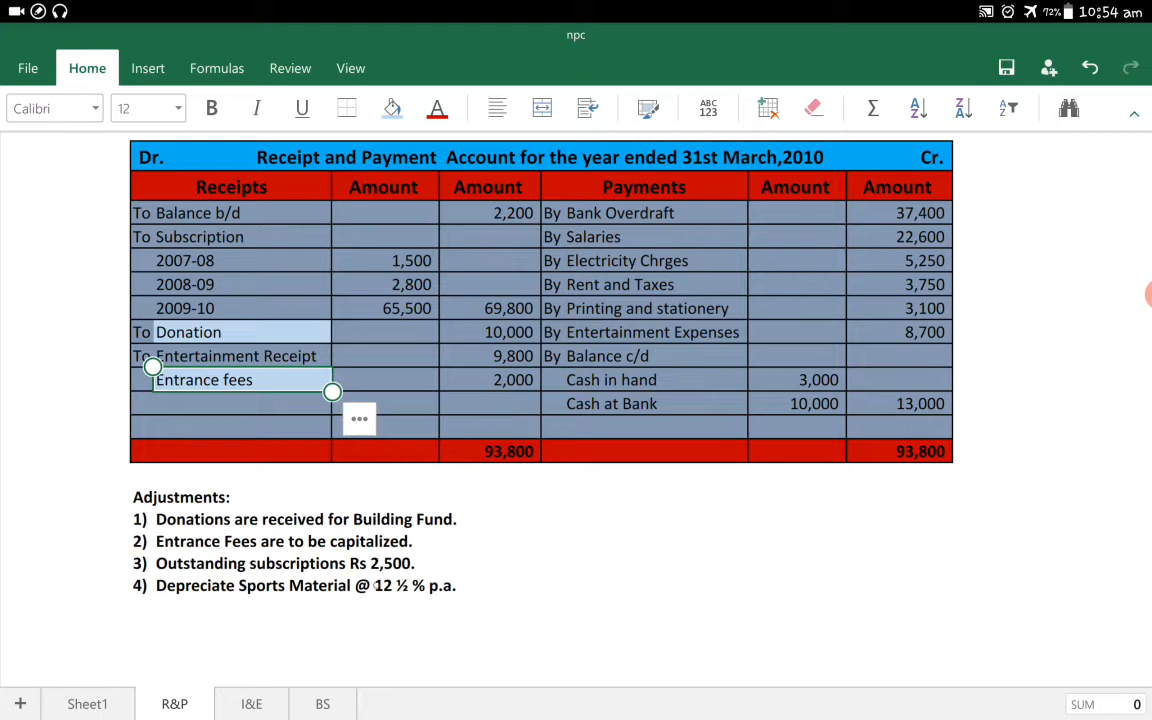 72% 10:54 am
npc
File Home Insert Formulas Review View
Calibri 12 B I U A ABC 123 Σ A Z Z A A Z
Dr. Receipt and Payment Account for the year ended 31st March,2010 Cr.
Receipts Amount Amount Payments Amount Amount
To Balance b/d 2,200 By Bank Overdraft 37,400
To Subscription By Salaries 22,600
2007-08 1,500 By Electricity Chrges 5,250
2008-09 2,800 By Rent and Taxes 3,750
2009-10 65,500 69,800 By Printing and stationery 3,100
To Donation 10,000 By Entertainment Expenses 8,700
To Entertainment Receipt 9,800 By Balance c/d
Entrance fees 2,000 Cash in hand 3,000
Cash at Bank 10,000 13,000
93,800 93,800
Adjustments:
1) Donations are received for Building Fund.
2) Entrance Fees are to be capitalized.
3) Outstanding subscriptions Rs 2,500.
4) Depreciate Sports Material @ 12 ½ % p.a.
+ Sheet1 R&P I&E BS SUM 0